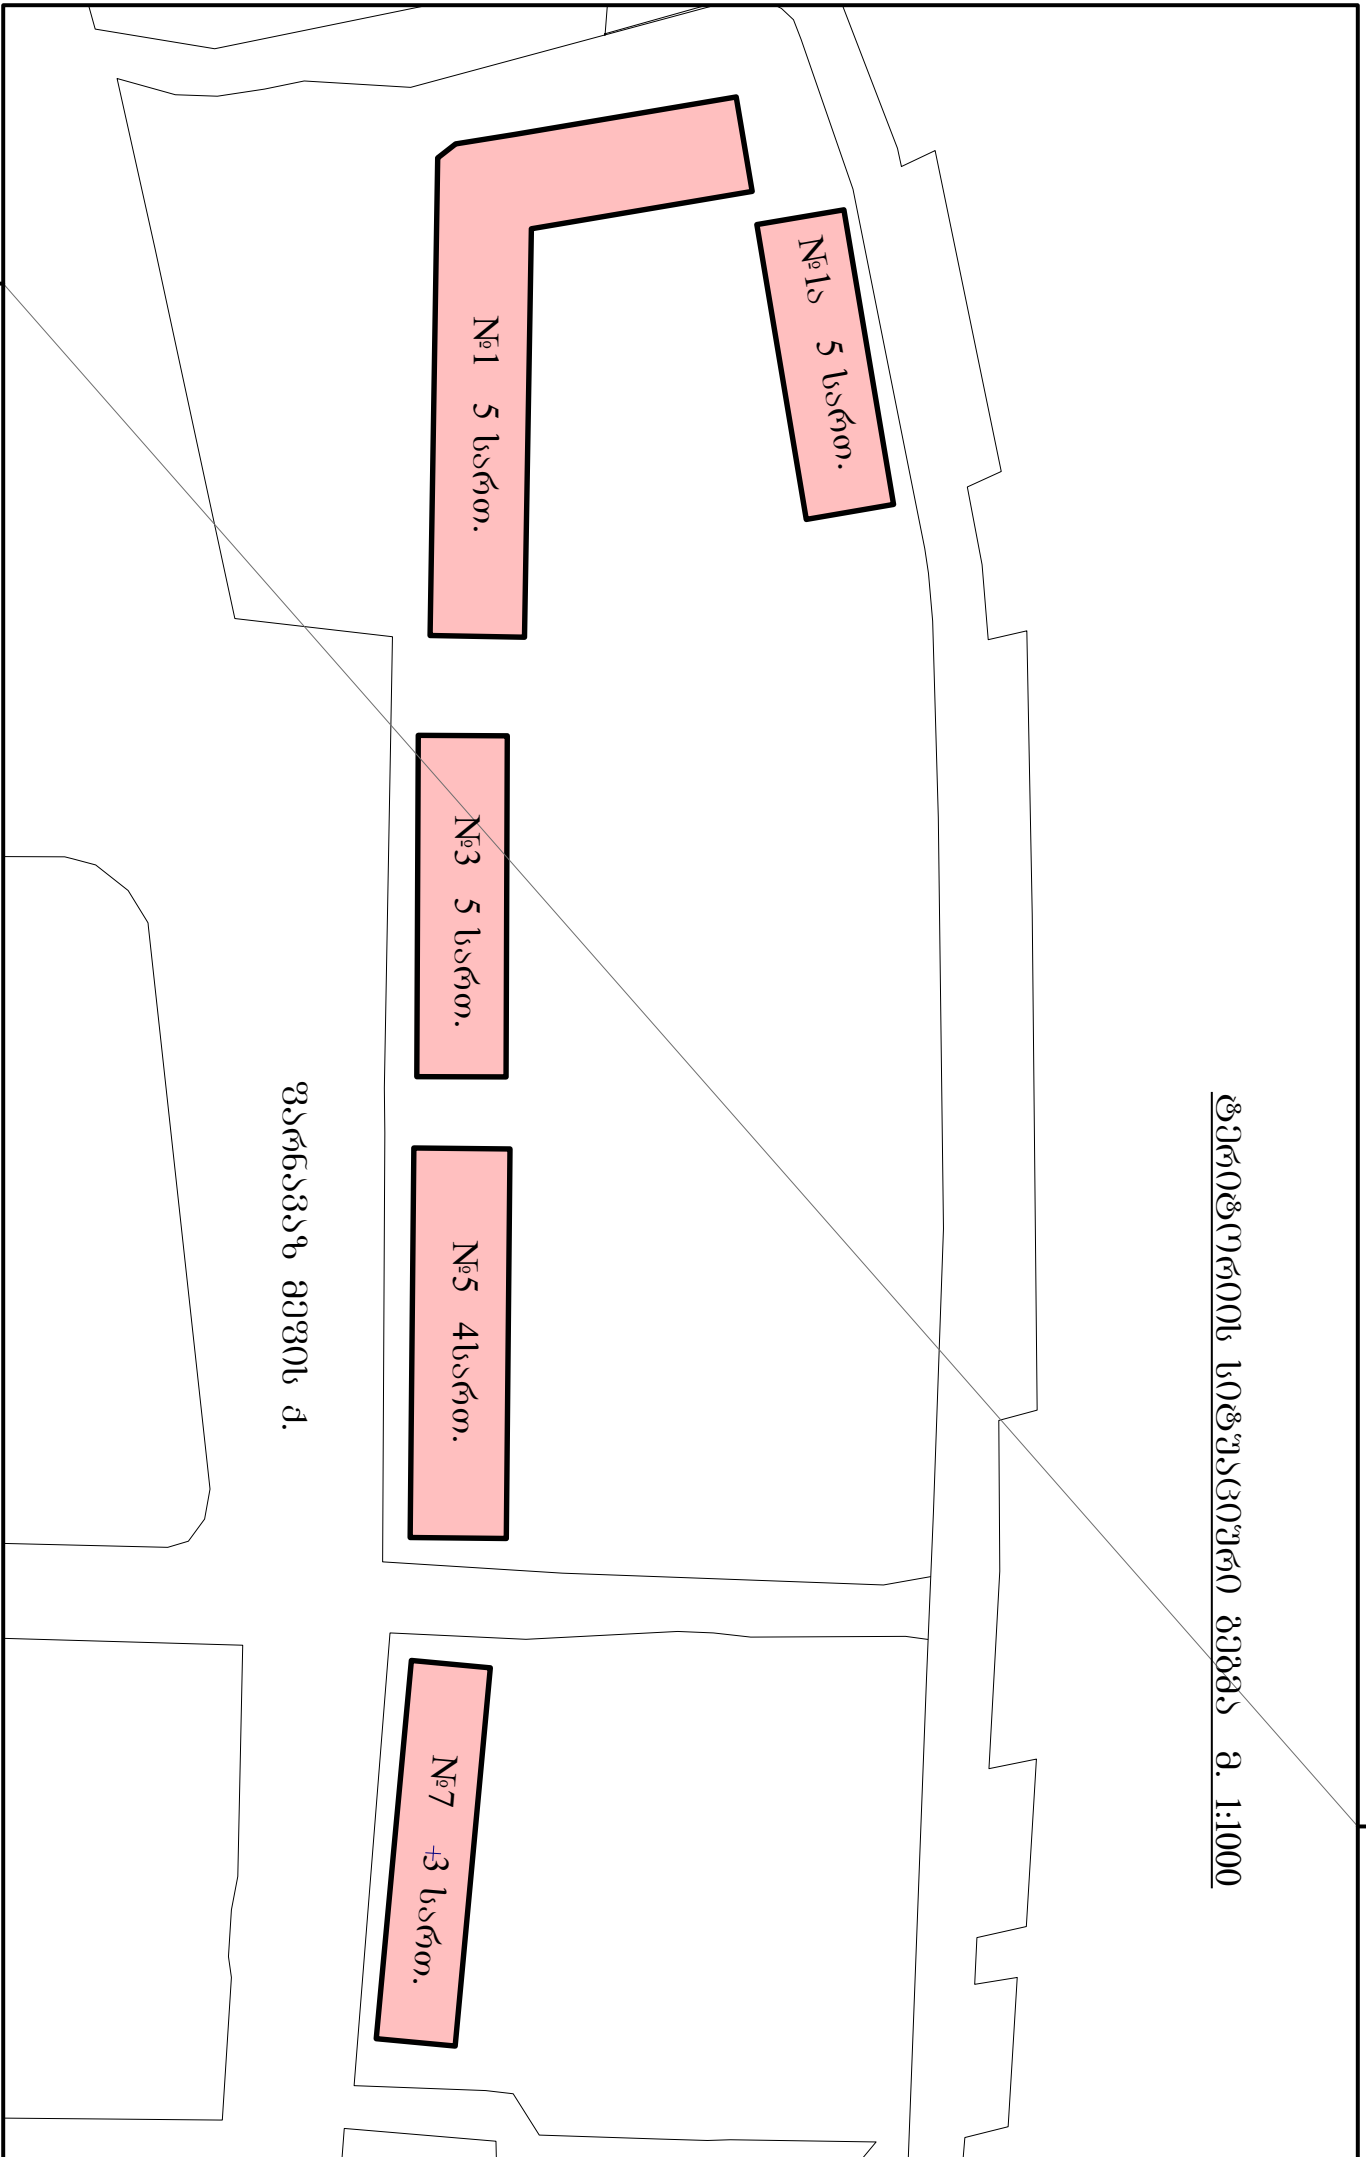 ტერიტორიის სიტუაციური გეგმა მ. 1:1000
№1ა 5 სართ.
№1 5 სართ.
№3 5 სართ.
№5 4სართ.
№7 +3 სართ.
ფარნავაზ მეფის ქ.